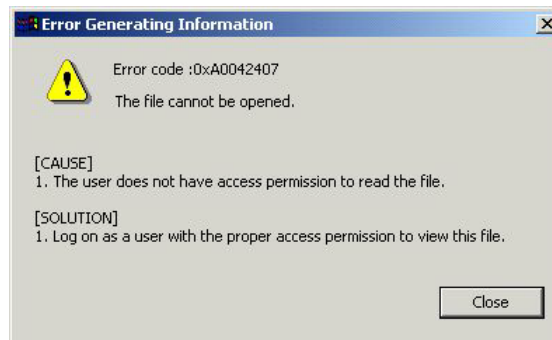 Error Generating Information
Error code :0xA0042407
The file cannot be opened.
[CAUSE]
1. The user does not have access permission to read the file.
[SOLUTION]
1. Log on as a user with the proper access permission to view this file.
Close